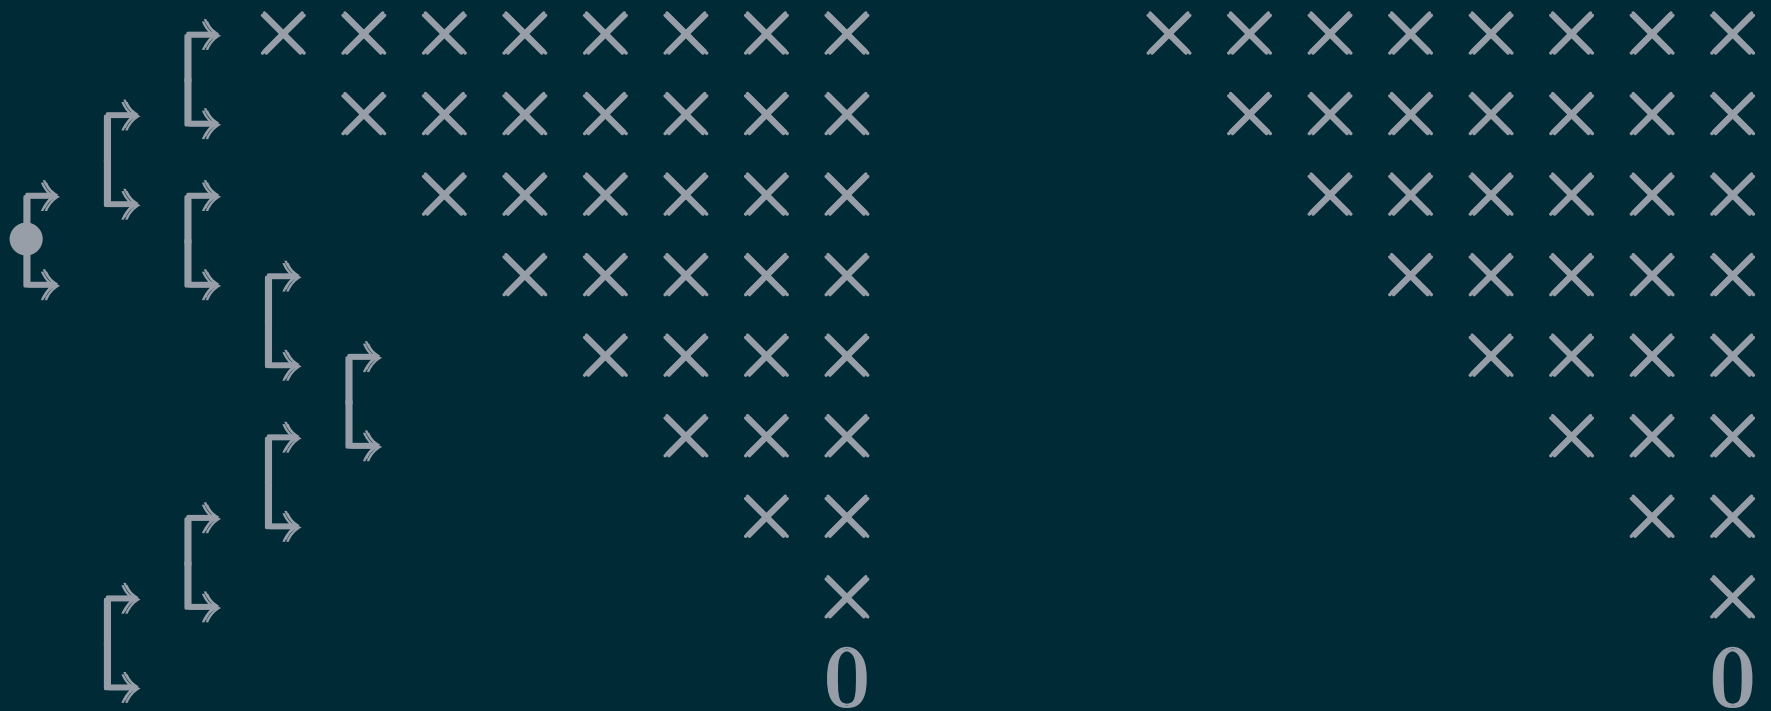 × × × × × × × × × × × × × × × ×
× × × × × × × × × × × × × ×
× × × × × × × × × × × ×
× × × × × × × × × ×
× × × × × × × ×
× × × × × ×
× × × ×
× ×
0 0